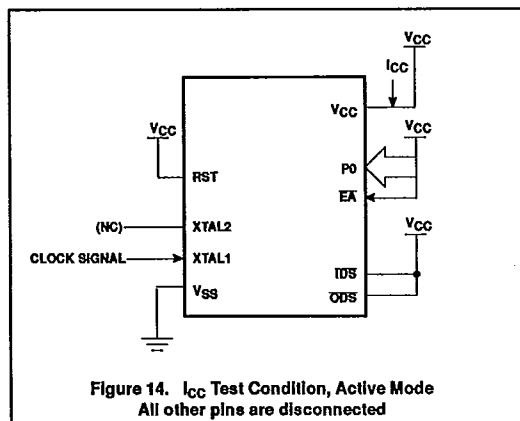 VCC
ICC
VCC
VCC
VCC
P0
RST
EA
(NC)
XTAL2
VCC
CLOCK SIGNAL
XTAL1
IDS
VSS
ODS
Figure 14. ICC Test Condition, Active Mode
All other pins are disconnected